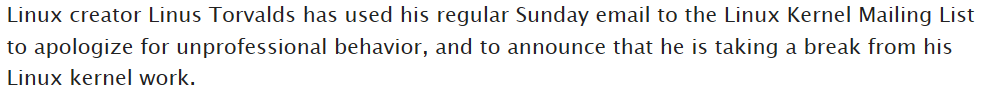 Linux creator Linus Torvalds has used his regular Sunday email to the Linux Kernel Mailing List
to apologize for unprofessional behavior, and to announce that he is taking a break from his
Linux kernel work.